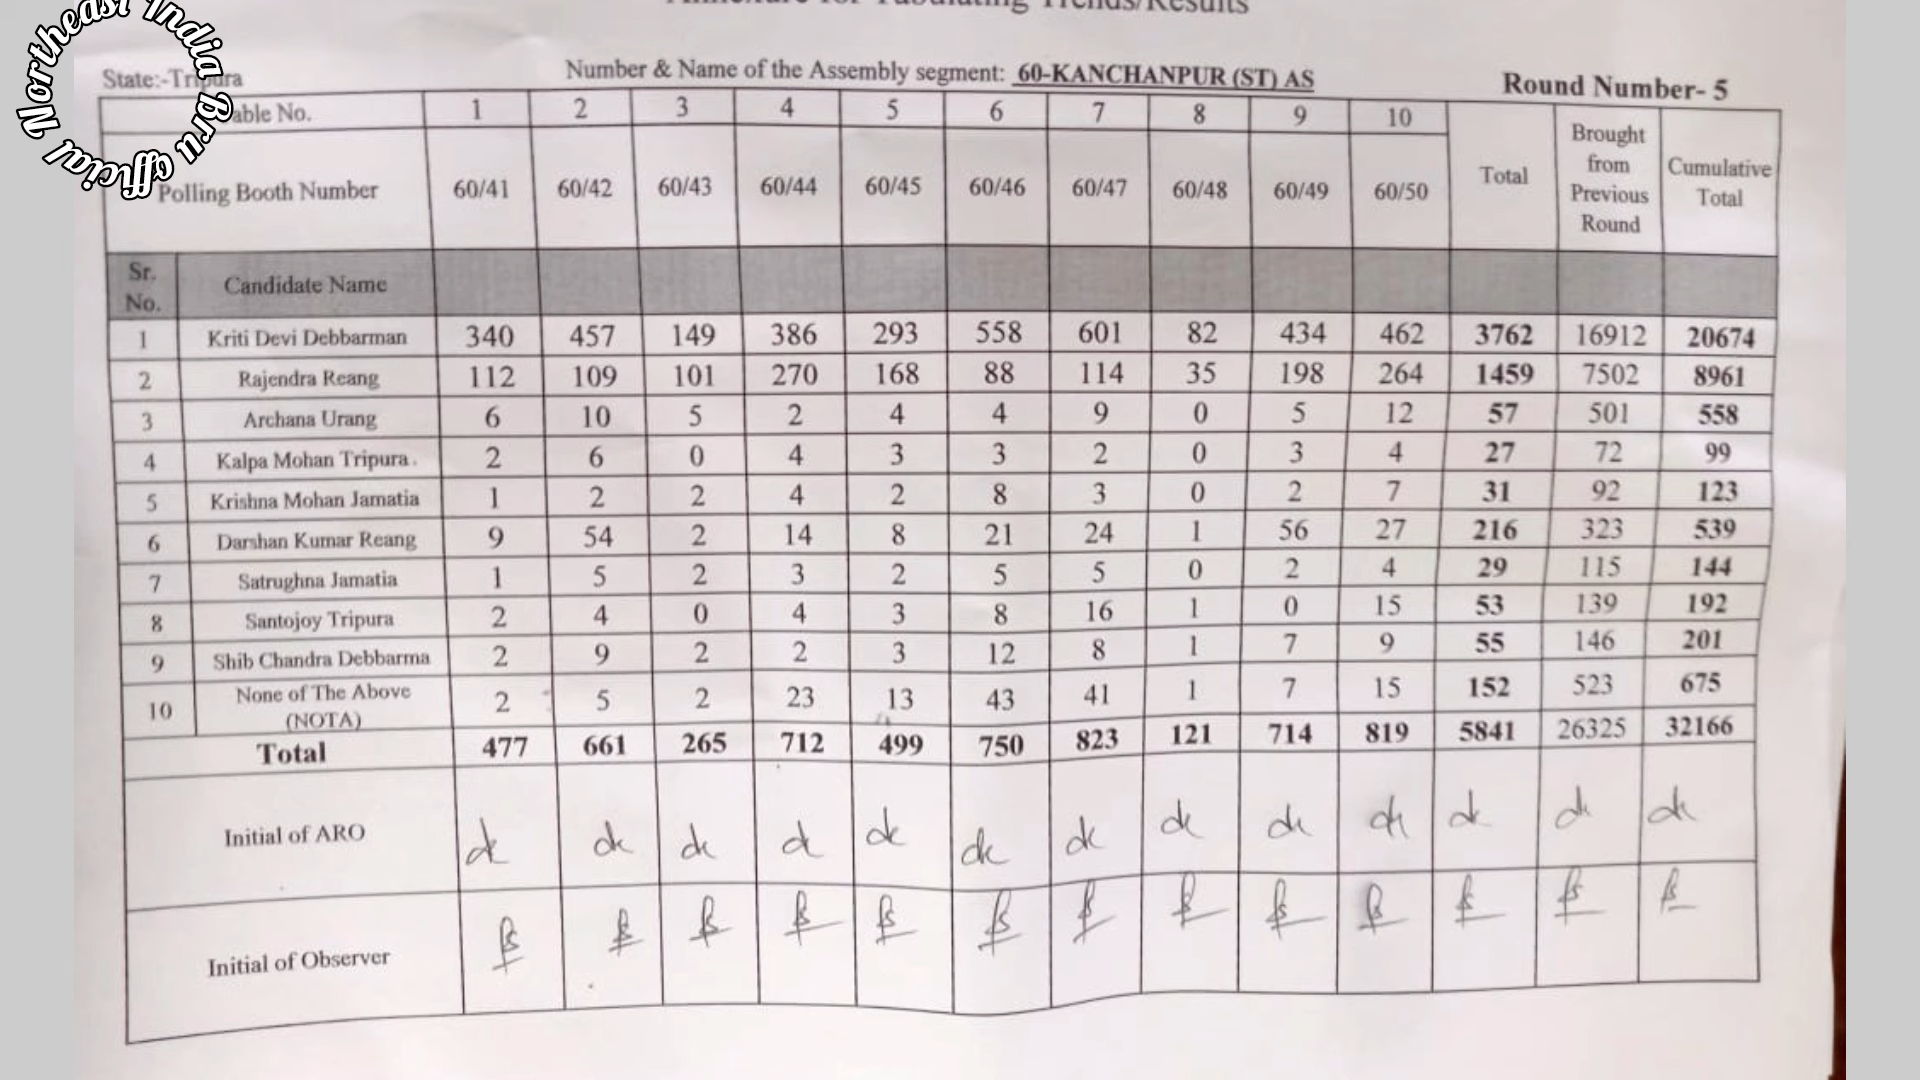 Annexure for Tabulating Trends/Results
Northeast India Bru Official
State:-Tripura Number & Name of the Assembly segment: 60-KANCHANPUR (ST) AS Round Number- 5
Table No. 1 2 3 4 5 6 7 8 9 10 Total Brought from Previous Round Cumulative Total
Polling Booth Number 60/41 60/42 60/43 60/44 60/45 60/46 60/47 60/48 60/49 60/50
Sr. No. Candidate Name
1 Kriti Devi Debbarman 340 457 149 386 293 558 601 82 434 462 3762 16912 20674
2 Rajendra Reang 112 109 101 270 168 88 114 35 198 264 1459 7502 8961
3 Archana Urang 6 10 5 2 4 4 9 0 5 12 57 501 558
4 Kalpa Mohan Tripura 2 6 0 4 3 3 2 0 3 4 27 72 99
5 Krishna Mohan Jamatia 1 2 2 4 2 8 3 0 2 7 31 92 123
6 Darshan Kumar Reang 9 54 2 14 8 21 24 1 56 27 216 323 539
7 Satrughna Jamatia 1 5 2 3 2 5 5 0 2 4 29 115 144
8 Santojoy Tripura 2 4 0 4 3 8 16 1 0 15 53 139 192
9 Shib Chandra Debbarma 2 9 2 2 3 12 8 1 7 9 55 146 201
10 None of The Above (NOTA) 2 5 2 23 13 43 41 1 7 15 152 523 675
Total 477 661 265 712 499 750 823 121 714 819 5841 26325 32166
Initial of ARO
Initial of Observer